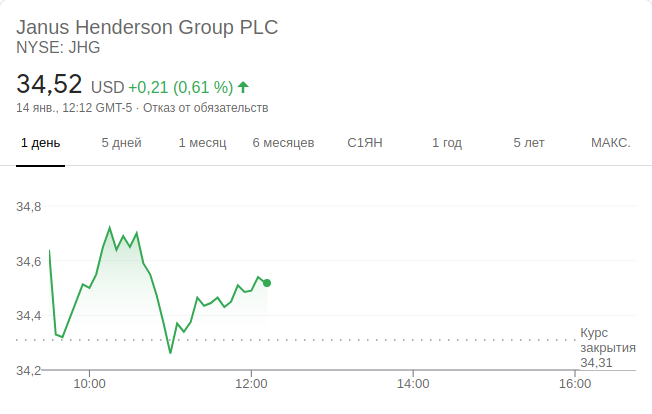 Janus Henderson Group PLC
NYSE: JHG
34,52 USD +0,21 (0,61 %)
14 янв., 12:12 GMT-5 · Отказ от обязательств
1 день 5 дней 1 месяц 6 месяцев С1ЯН 1 год 5 лет МАКС.
34,8
34,6
34,4
34,2
Курс
закрытия
34,31
10:00 12:00 14:00 16:00